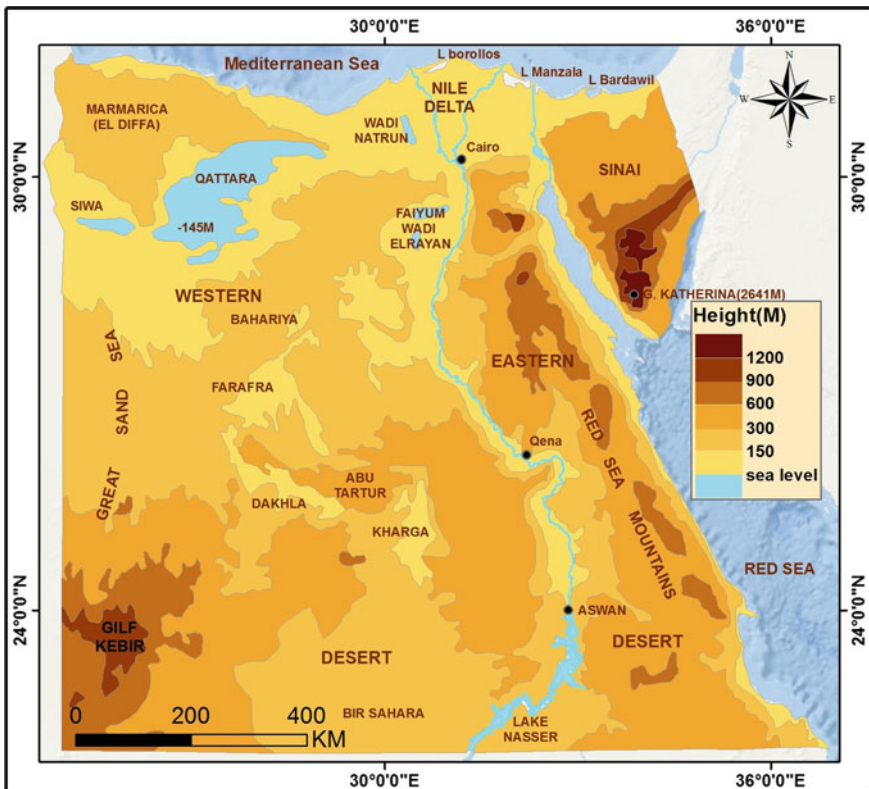 30°0'0"E
36°0'0"E
Mediterranean Sea
L borollos
L Manzala
L Bardawil
N
W
E
S
MARMARICA
(EL DIFFA)
NILE
DELTA
WADI
NATRUN
Cairo
30°0'0"N
30°0'0"N
SINAI
QATTARA
SIWA
-145M
FAIYUM
WADI
ELRAYAN
WESTERN
G. KATHERINA(2641M)
BAHARIYA
Height(M)
1200
900
600
300
150
sea level
GREAT SAND SEA
EASTERN
FARAFRA
RED SEA MOUNTAINS
Qena
ABU
TARTUR
DAKHLA
KHARGA
RED SEA
24°0'0"N
24°0'0"N
ASWAN
GILF
KEBIR
DESERT
DESERT
BIR SAHARA
LAKE
NASSER
0 200 400
KM
30°0'0"E
36°0'0"E